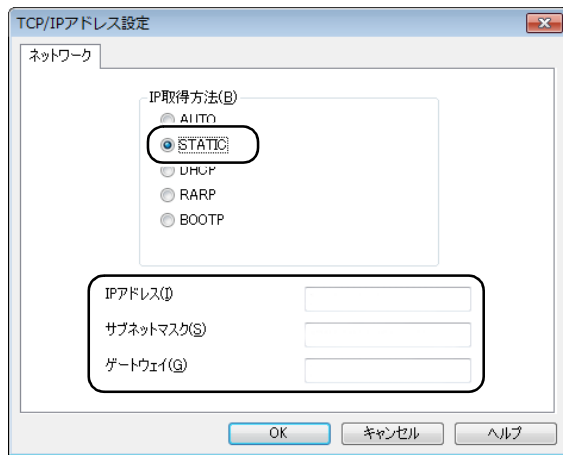 TCP/IPアドレス設定
ネットワーク
IP取得方法(B)
AUTO
STATIC
DHCP
RARP
BOOTP
IPアドレス(I)
サブネットマスク(S)
ゲートウェイ(G)
OK キャンセル ヘルプ